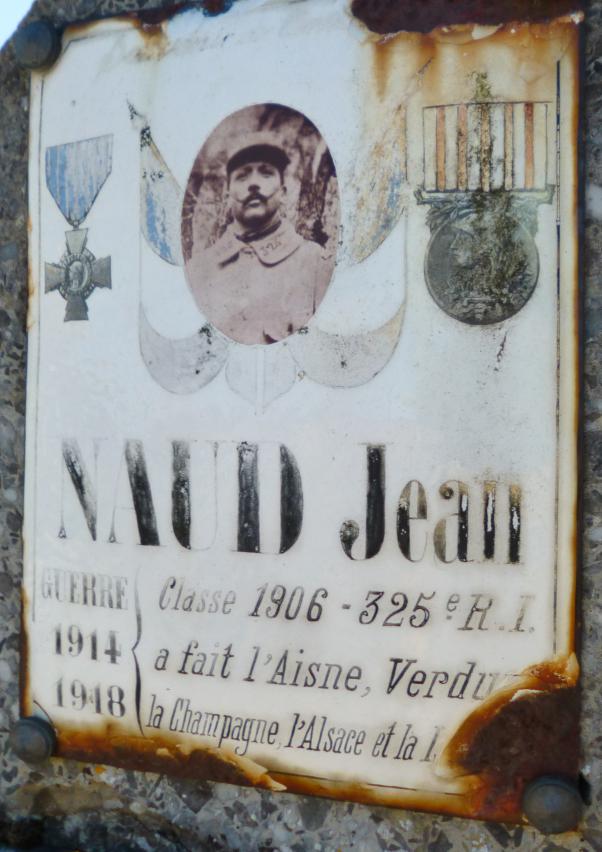 NAUD Jean
GUERRE
1914
1918
Classe 1906 - 325e R.I.
a fait l'Aisne, Verdu
la Champagne, l'Alsace et la